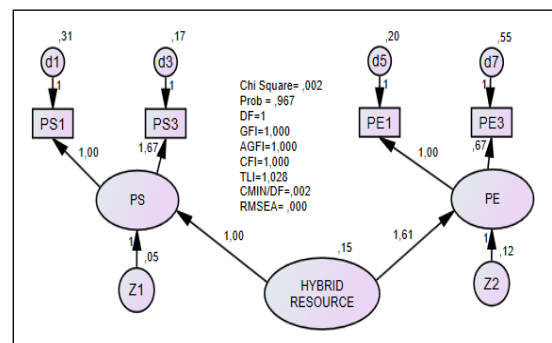 ,31
,17
,20
,55
d1
d3
d5
d7
1
1
1
1
PS1
PS3
PE1
PE3
Chi Square= ,002
Prob = ,967
DF=1
GFI=1,000
AGFI=1,000
CFI=1,000
TLI=1,028
CMIN/DF=,002
RMSEA= ,000
1,00
1,67
1,00
,67
PS
PE
1
,05
1,00
,15
1,61
1
,12
Z1
HYBRID
RESOURCE
Z2